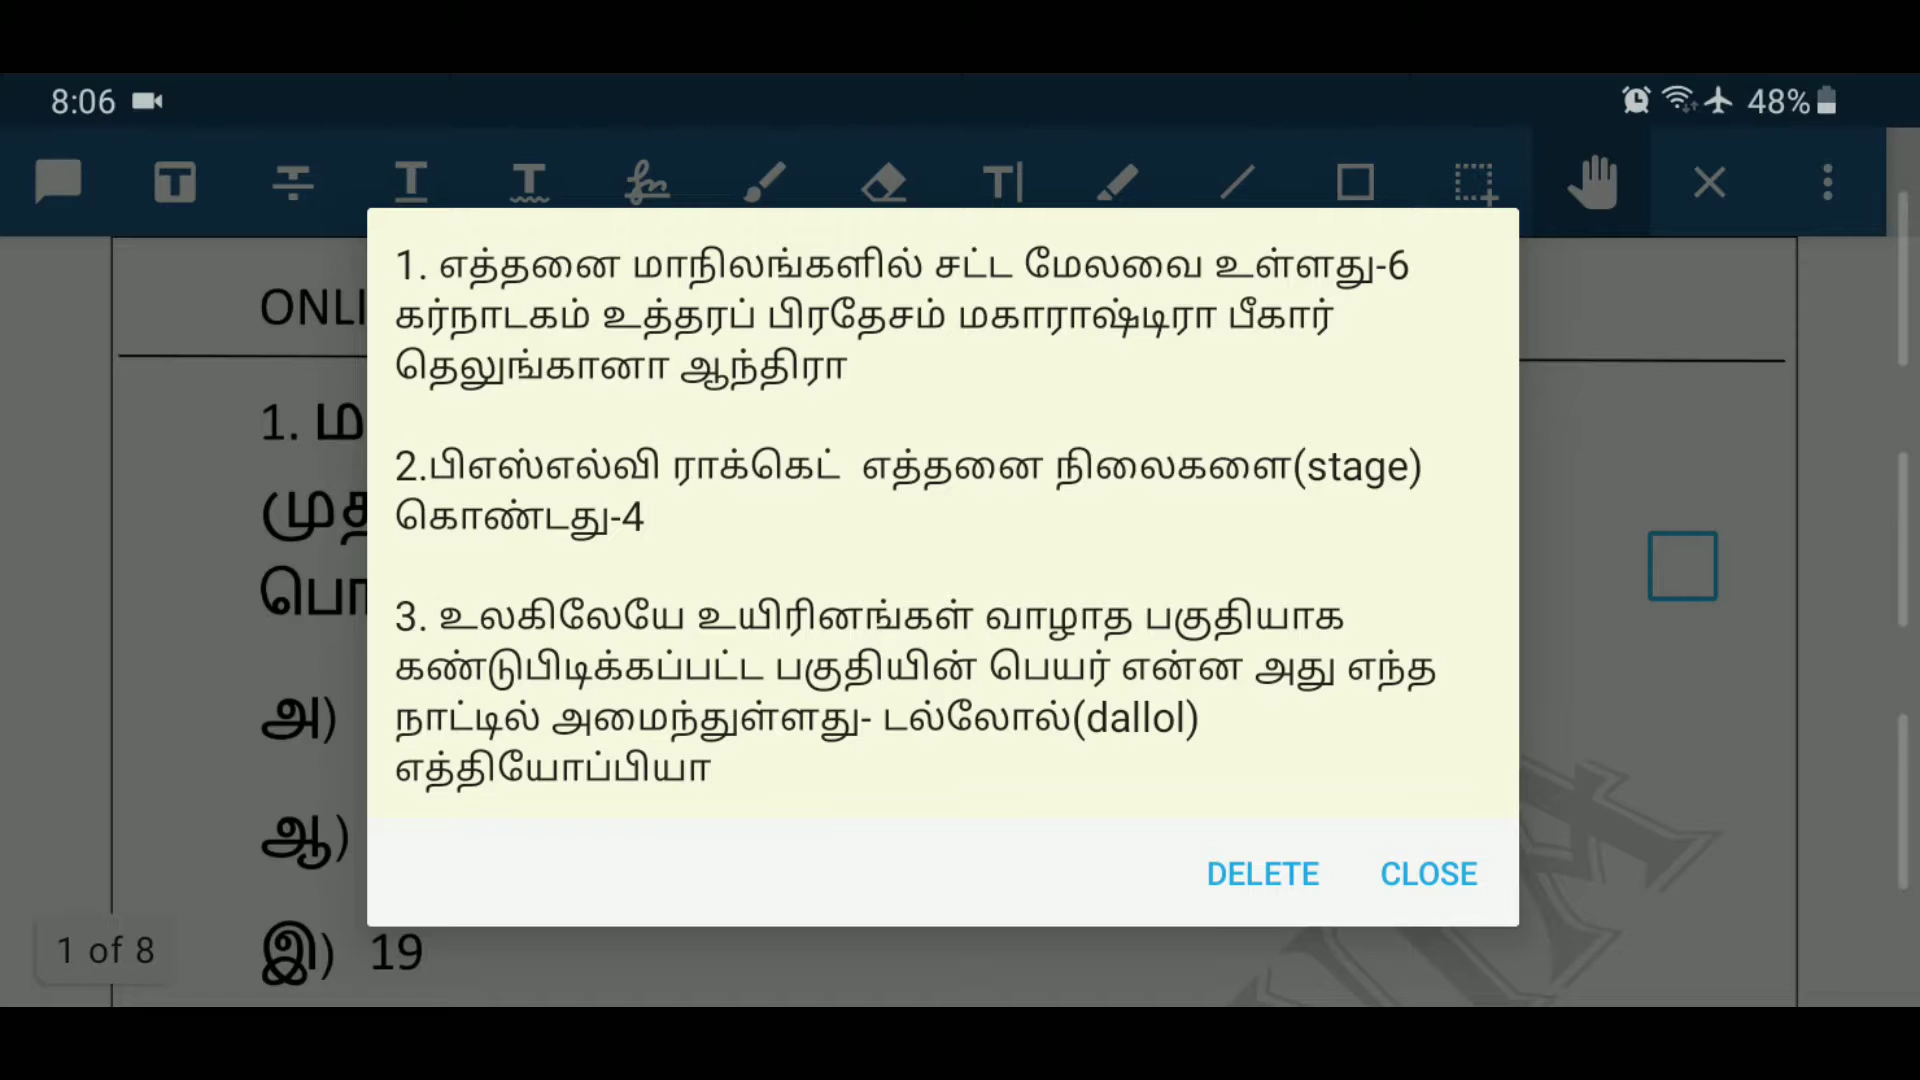 8:06
48%
1. எத்தனை மாநிலங்களில் சட்ட மேலவை உள்ளது-6
கர்நாடகம் உத்தரப் பிரதேசம் மகாராஷ்டிரா பீகார்
தெலுங்கானா ஆந்திரா
2.பிஎஸ்எல்வி ராக்கெட் எத்தனை நிலைகளை(stage)
கொண்டது-4
3. உலகிலேயே உயிரினங்கள் வாழாத பகுதியாக
கண்டுபிடிக்கப்பட்ட பகுதியின் பெயர் என்ன அது எந்த
நாட்டில் அமைந்துள்ளது- டல்லோல்(dallol)
எத்தியோப்பியா
DELETE CLOSE
1.
அ)
ஆ)
இ) 19
1 of 8